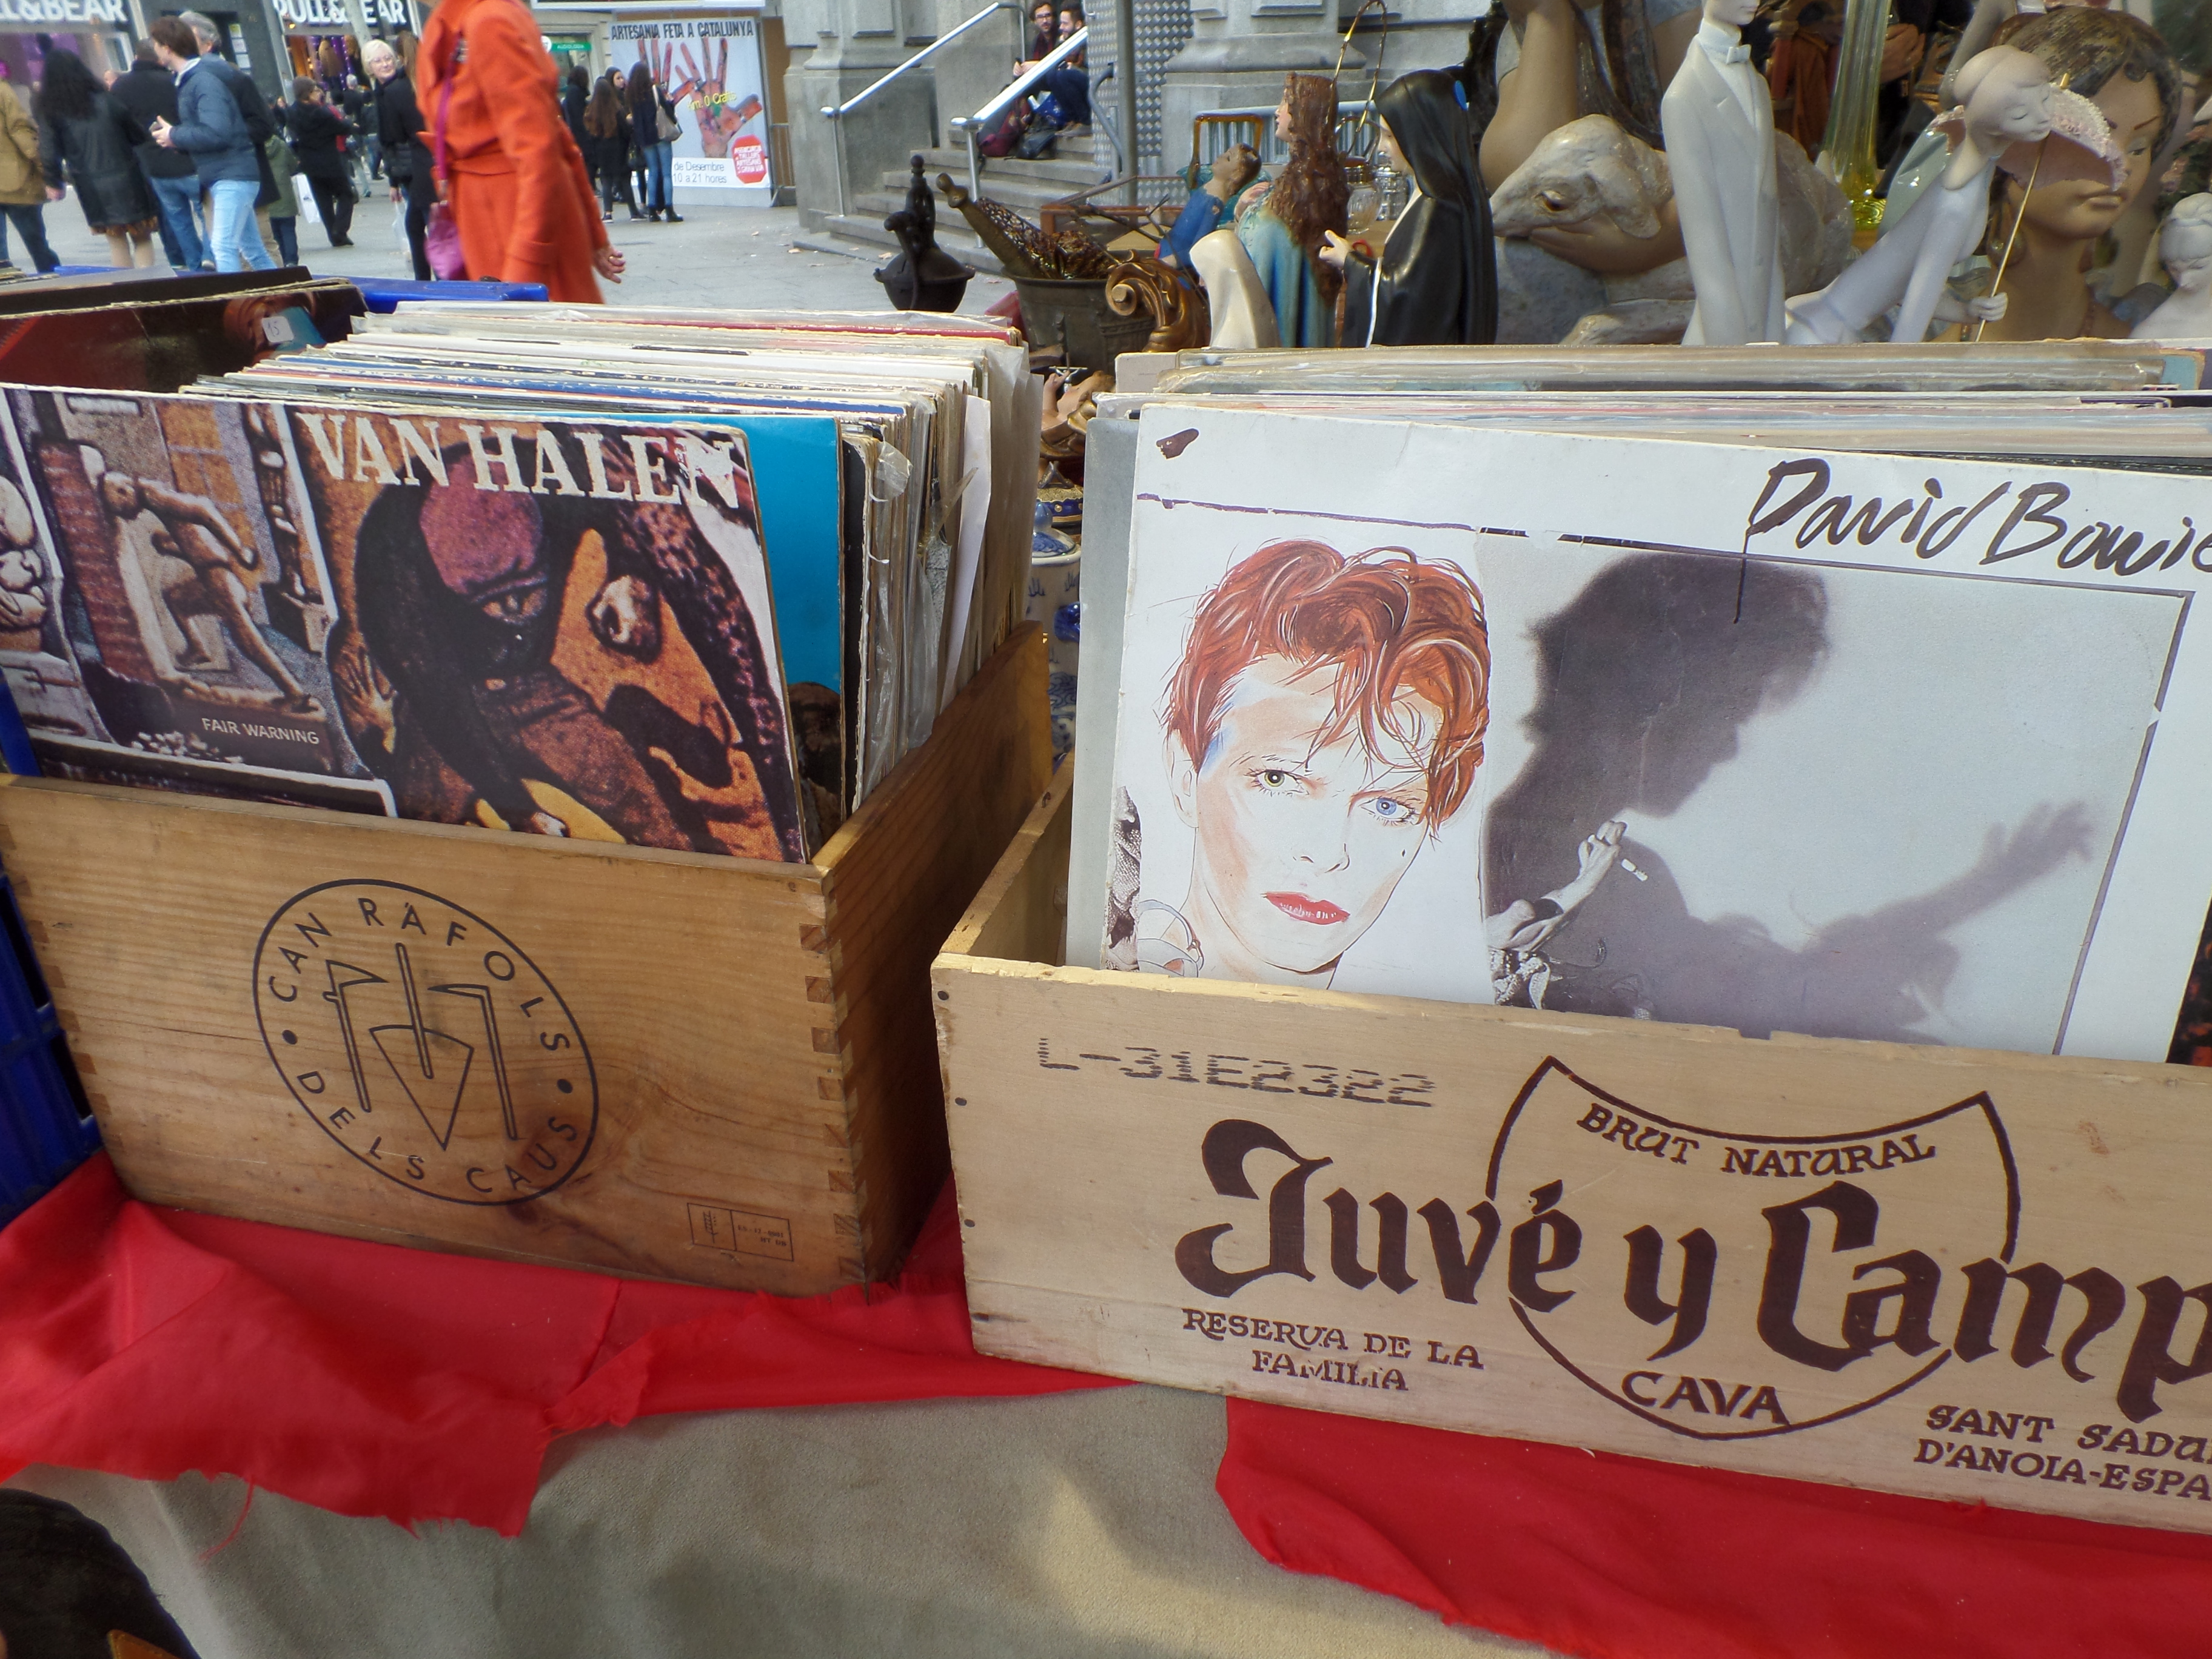 PULL&BEAR
ARTESANIA FETA A CATALUNYA
de Desembre
10 a 21 hores
15
VAN HALEN
FAIR WARNING
David Bowie
CAN RÀFOLS
DELS CAUS
L-31E2322
BRUT NATURAL
Juvé y Camp
CAVA
RESERVA DE LA
FAMILIA
SANT SADU
D'ANOIA-ESPA